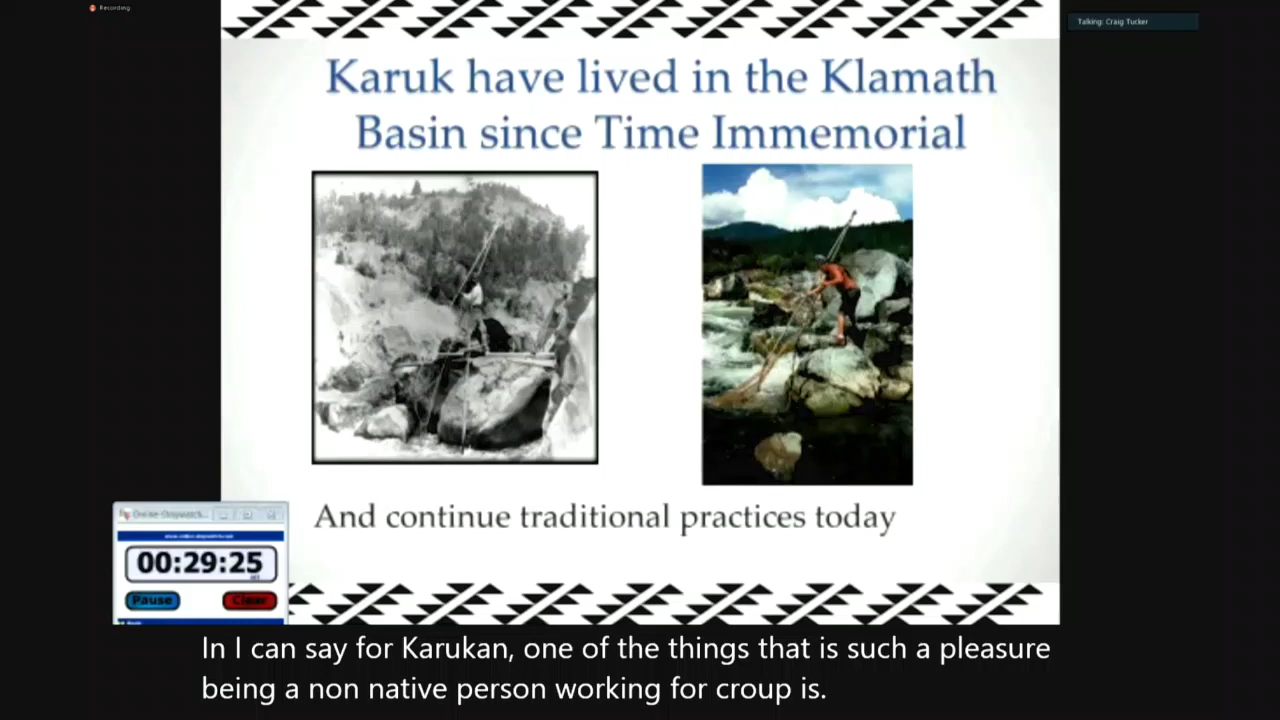 Recording
Talking: Craig Tucker
Karuk have lived in the Klamath
Basin since Time Immemorial
And continue traditional practices today
00:29:25
Pause
Clear
In I can say for Karukan, one of the things that is such a pleasure
being a non native person working for croup is.